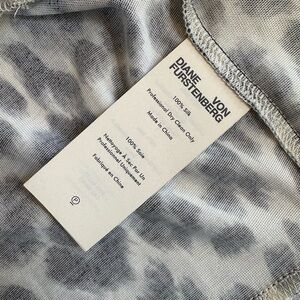 DIANE VON
FURSTENBERG
100% Silk
Professional Dry Clean Only
Made in China
100% Soie
Nettoyage À Sec Par Un
Professionnel Uniquement
Fabriqué en Chine
P